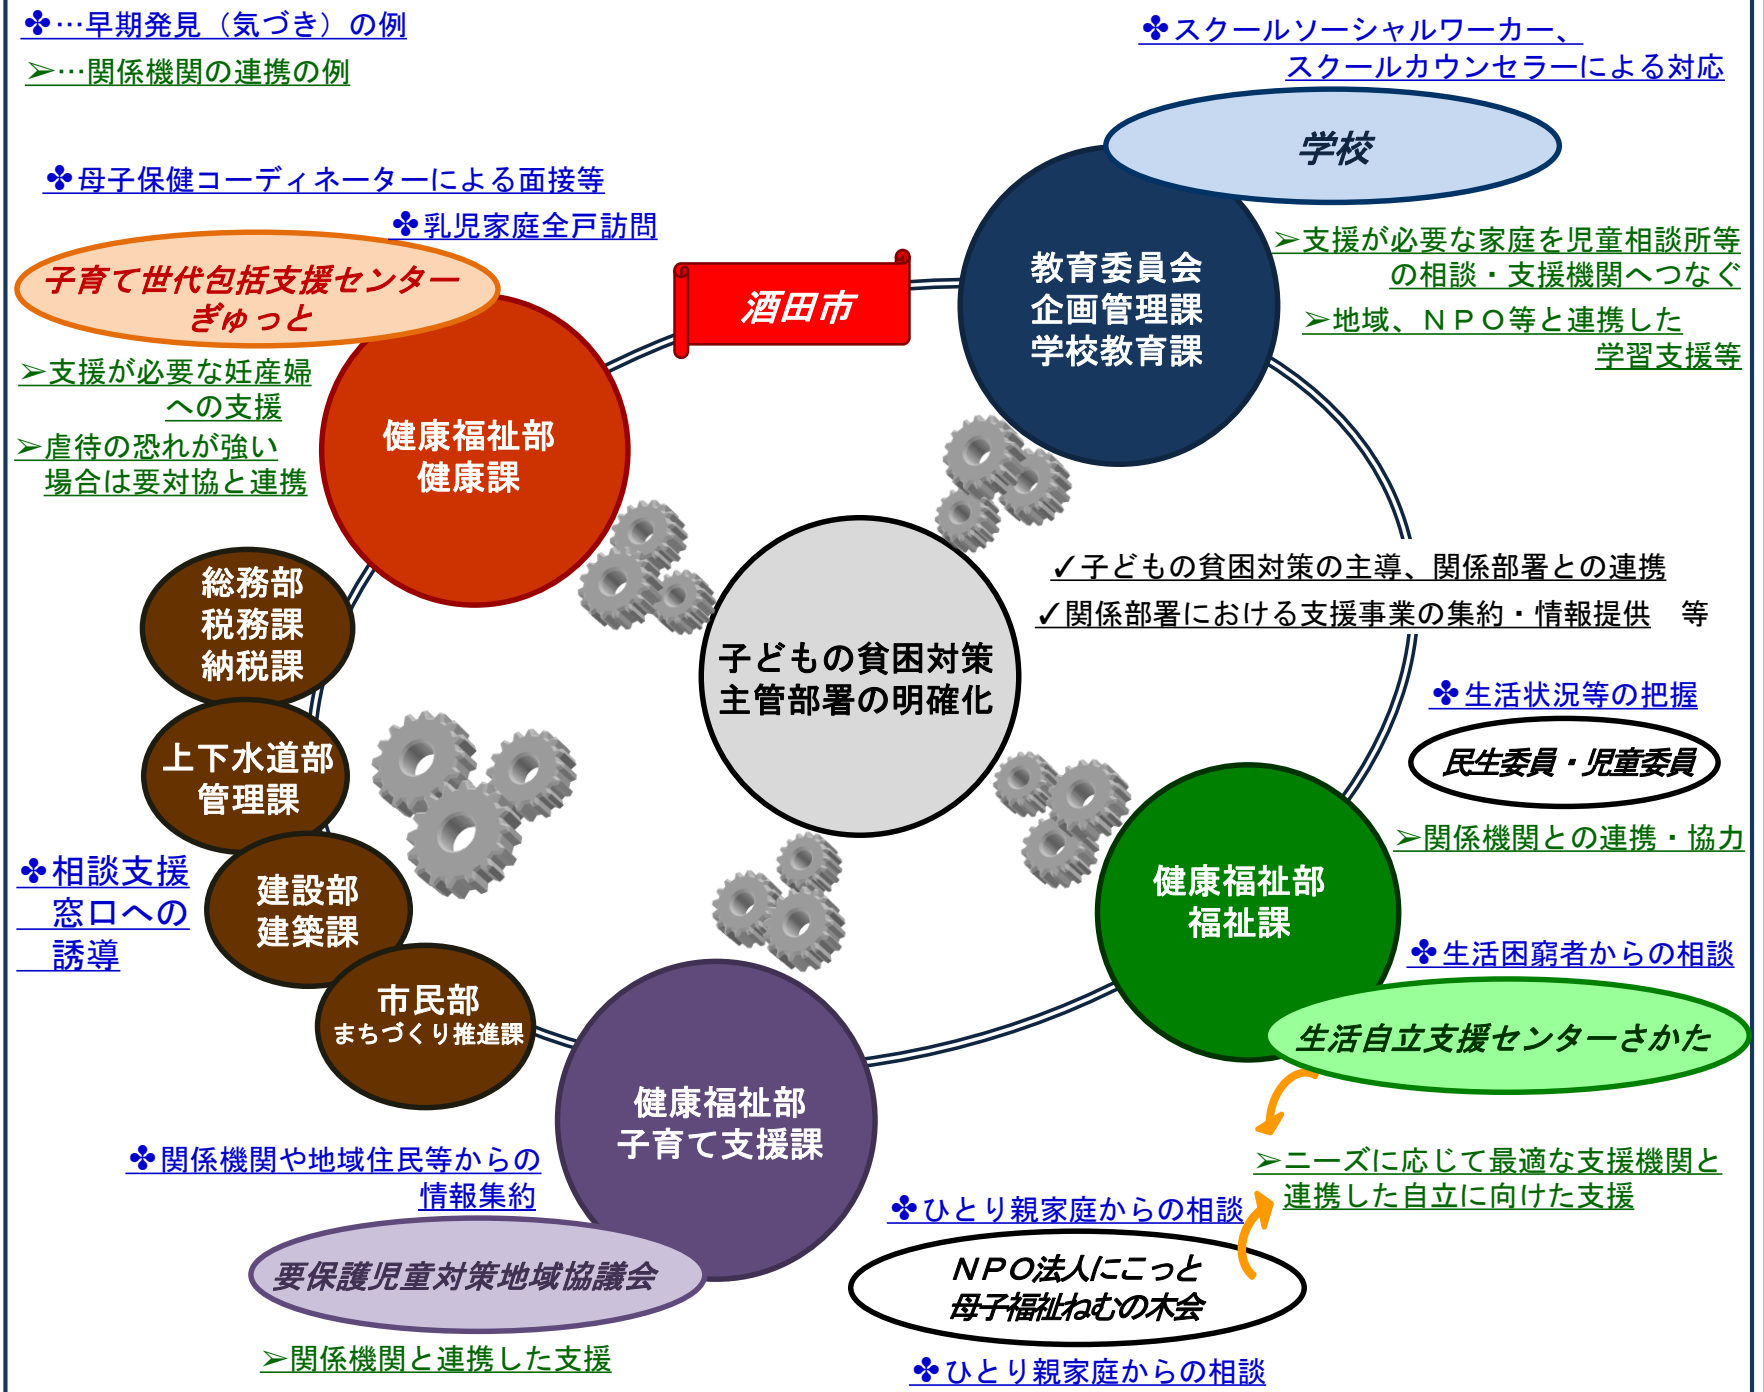 ✤…早期発見（気づき）の例
➢…関係機関の連携の例
✤スクールソーシャルワーカー、
スクールカウンセラーによる対応
学校
✤母子保健コーディネーターによる面接等
✤乳児家庭全戸訪問
子育て世代包括支援センター
ぎゅっと
酒田市
教育委員会
企画管理課
学校教育課
➢支援が必要な家庭を児童相談所等
の相談・支援機関へつなぐ
➢地域、ＮＰＯ等と連携した
学習支援等
➢支援が必要な妊産婦
への支援
➢虐待の恐れが強い
場合は要対協と連携
健康福祉部
健康課
総務部
税務課
納税課
✓子どもの貧困対策の主導、関係部署との連携
✓関係部署における支援事業の集約・情報提供　等
子どもの貧困対策
主管部署の明確化
✤生活状況等の把握
民生委員・児童委員
➢関係機関との連携・協力
上下水道部
管理課
✤相談支援
窓口への
誘導
建設部
建築課
健康福祉部
福祉課
✤生活困窮者からの相談
生活自立支援センターさかた
市民部
まちづくり推進課
健康福祉部
子育て支援課
✤関係機関や地域住民等からの
情報集約
要保護児童対策地域協議会
➢関係機関と連携した支援
➢ニーズに応じて最適な支援機関と
連携した自立に向けた支援
✤ひとり親家庭からの相談
ＮＰＯ法人にこっと
母子福祉ねむの木会
✤ひとり親家庭からの相談